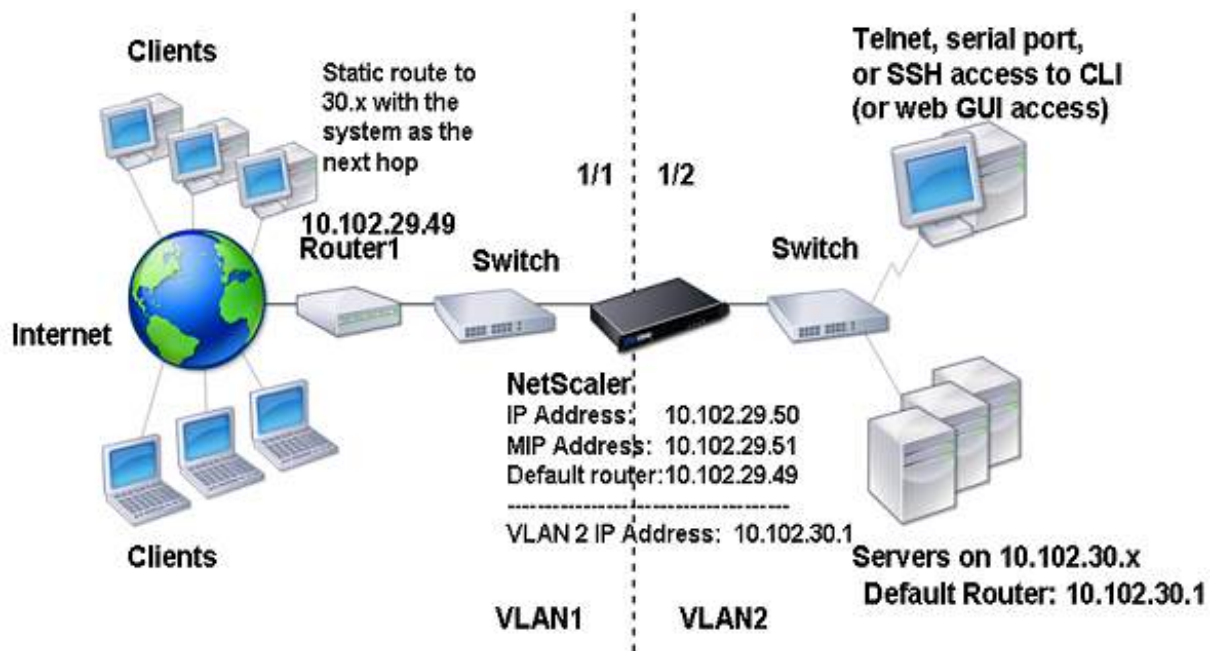 Clients
Static route to
30.x with the
system as the
next hop
Telnet, serial port,
or SSH access to CLI
(or web GUI access)
1/1
1/2
10.102.29.49
Router1
Switch
Switch
Internet
NetScaler
IP Address: 10.102.29.50
MIP Address: 10.102.29.51
Default router:10.102.29.49
VLAN 2 IP Address: 10.102.30.1
Clients
Servers on 10.102.30.x
Default Router: 10.102.30.1
VLAN1
VLAN2